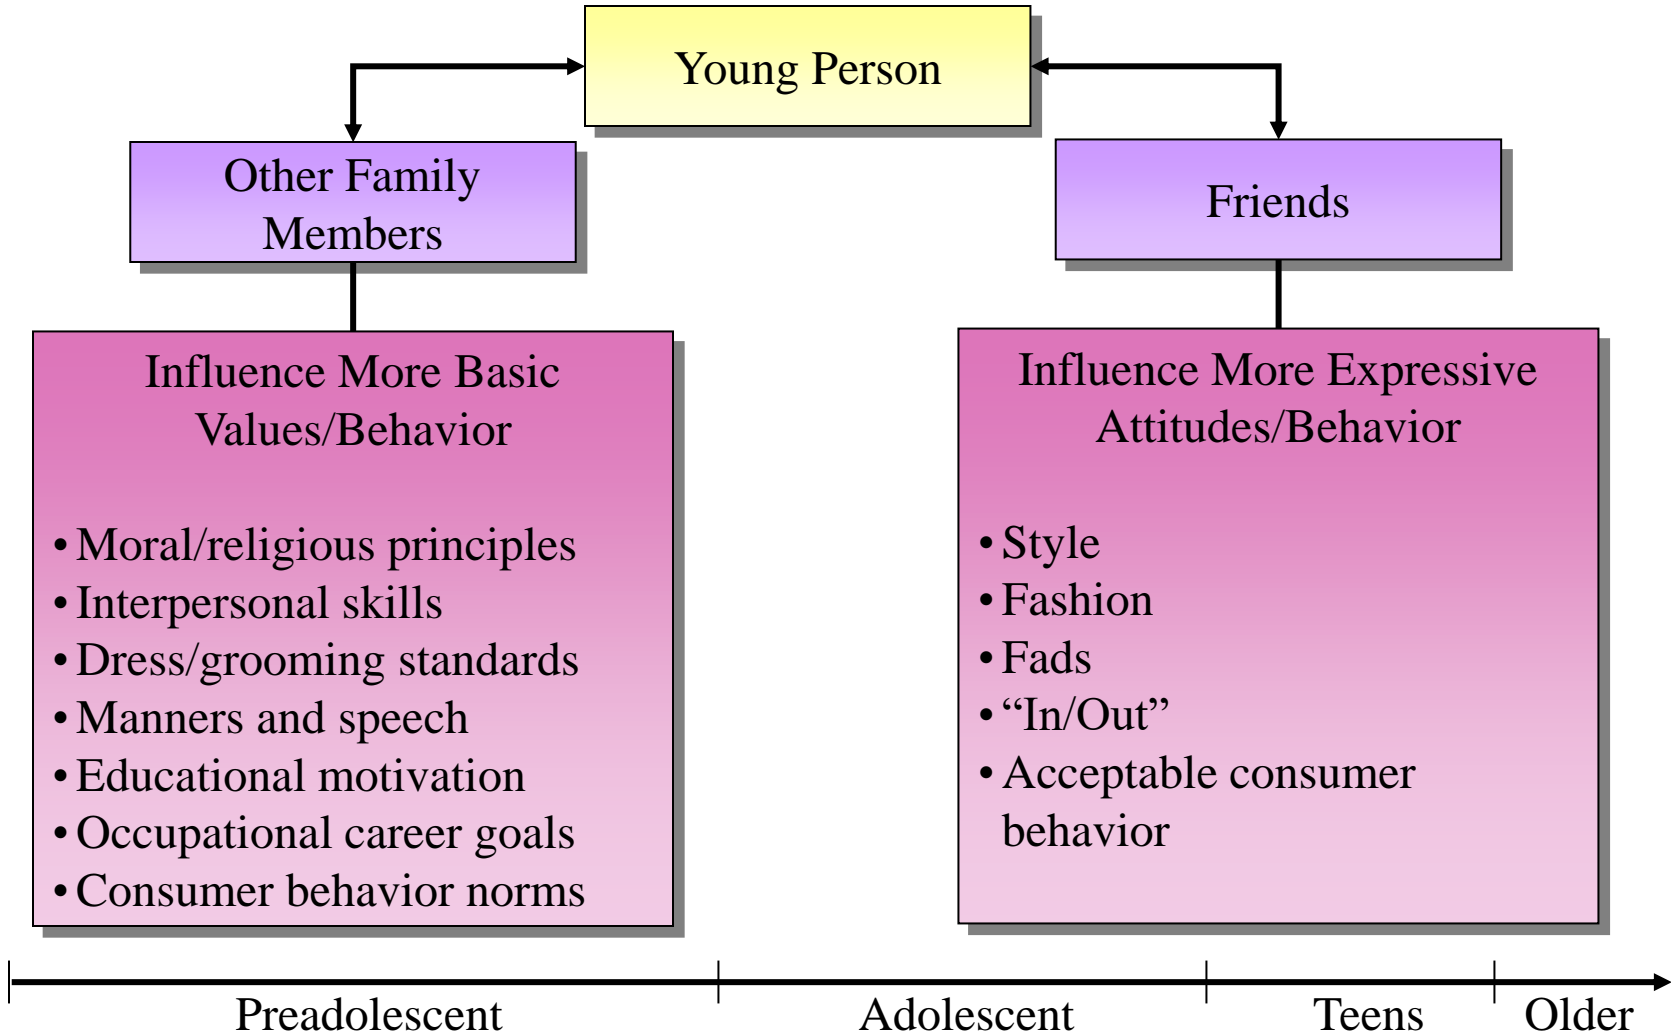 Young Person
Other Family
Members
Friends
Influence More Basic
Values/Behavior
• Moral/religious principles
• Interpersonal skills
• Dress/grooming standards
• Manners and speech
• Educational motivation
• Occupational career goals
• Consumer behavior norms
Influence More Expressive
Attitudes/Behavior
• Style
• Fashion
• Fads
• “In/Out”
• Acceptable consumer
behavior
Preadolescent
Adolescent
Teens
Older